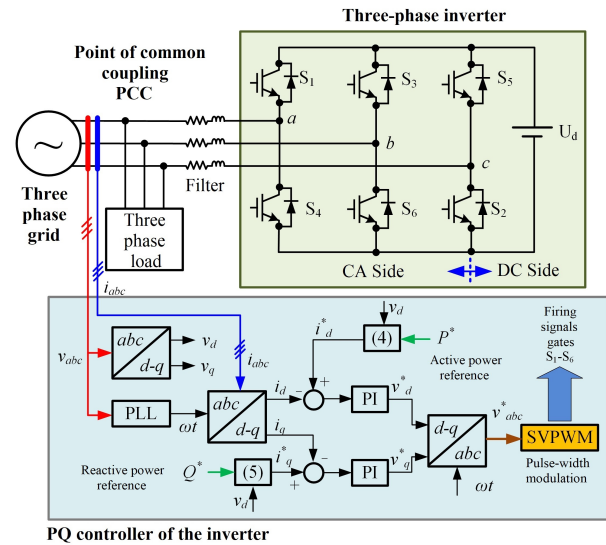 Three-phase inverter
Point of common
coupling
PCC
S1
S3
S5
a
b
c
Ud
Filter
Three
phase
grid
Three
phase
load
S4
S6
S2
CA Side
DC Side
iabc
vabc
abc
d-q
vd
vq
iabc
PLL
ωt
abc
d-q
id
iq
vd
i*d
(4)
P*
Active power
reference
-
+
PI
v*d
Reactive power
reference
Q*
(5)
vd
i*q
+
-
PI
v*q
d-q
abc
ωt
v*abc
Firing
signals
gates
S1-S6
SVPWM
Pulse-width
modulation
PQ controller of the inverter